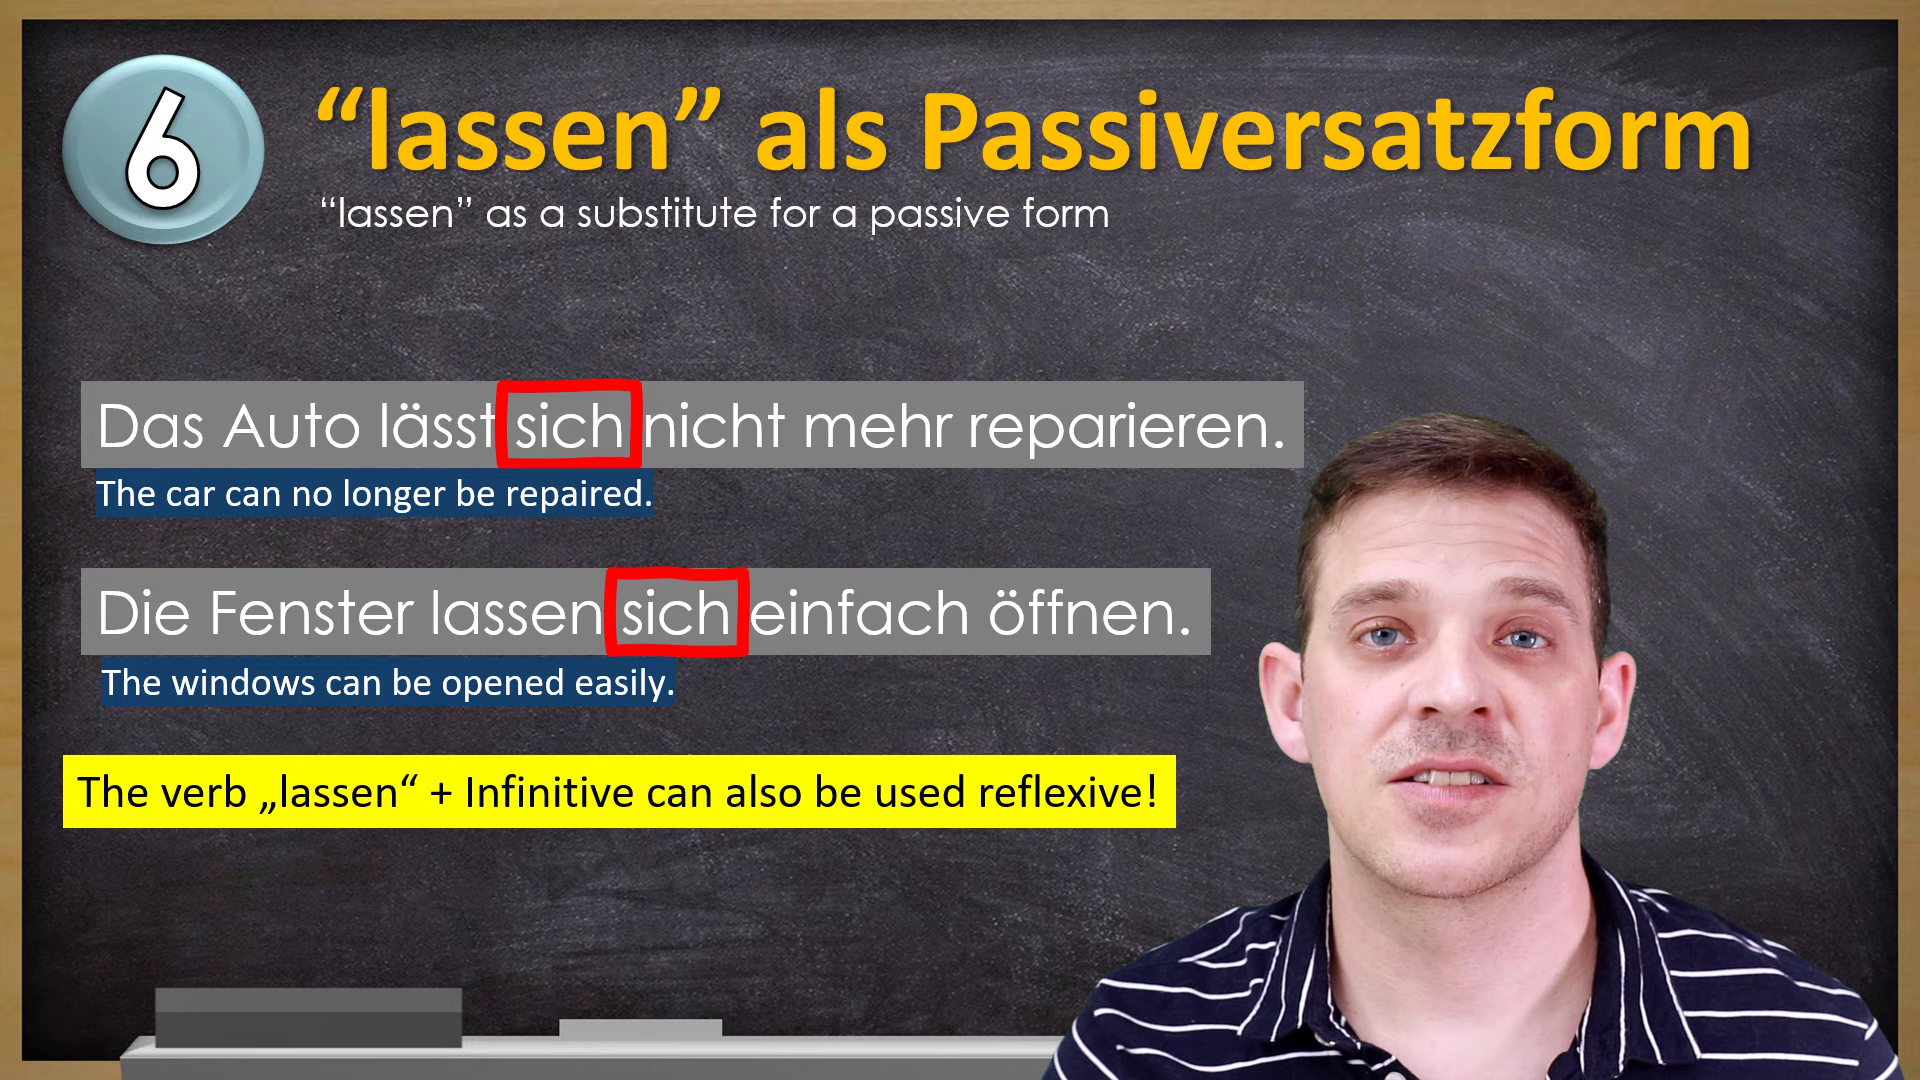 6
“lassen” als Passiversatzform
“lassen” as a substitute for a passive form
Das Auto lässt sich nicht mehr reparieren.
The car can no longer be repaired.
Die Fenster lassen sich einfach öffnen.
The windows can be opened easily.
The verb „lassen“ + Infinitive can also be used reflexive!